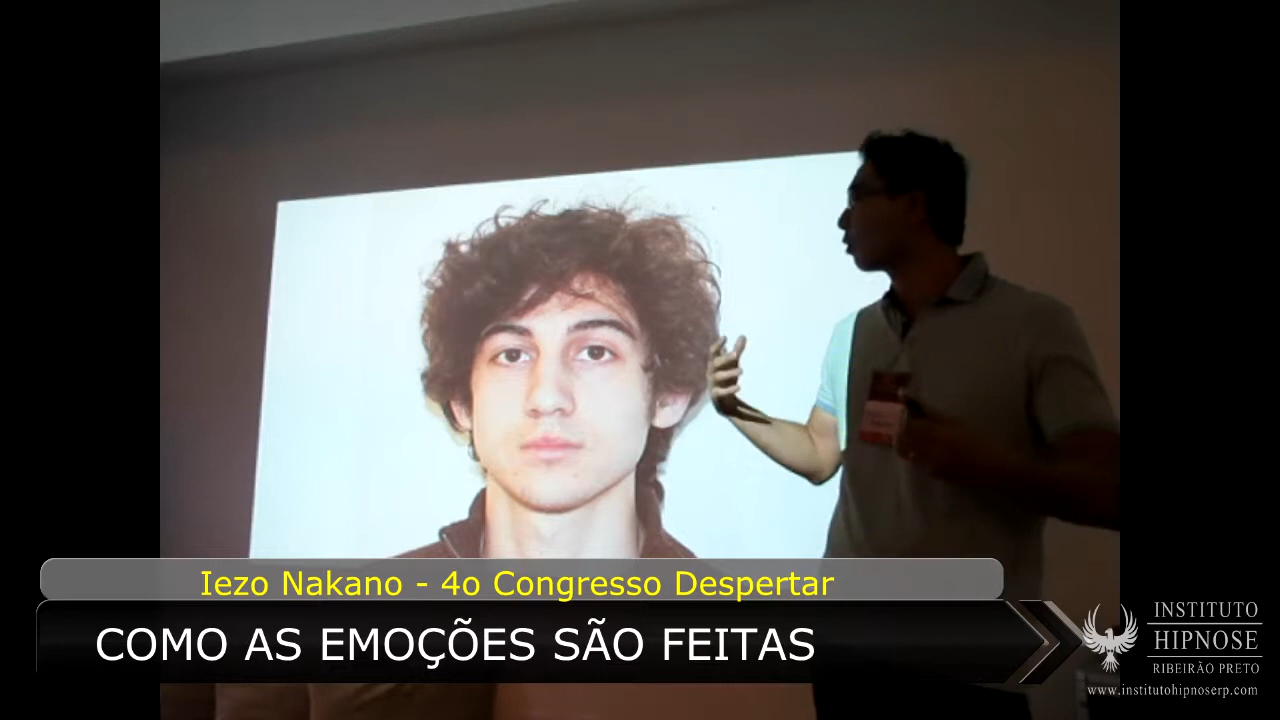 Iezo Nakano - 4o Congresso Despertar
COMO AS EMOÇÕES SÃO FEITAS
INSTITUTO
HIPNOSE
RIBEIRÃO PRETO
www.institutohipnoserp.com